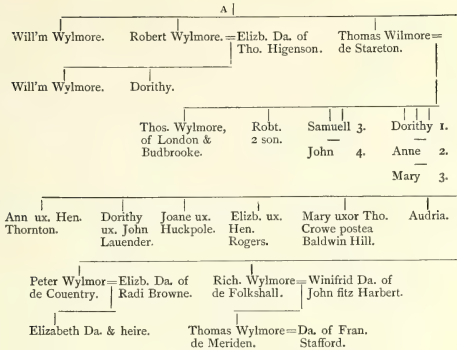 A
Will'm Wylmore. Robert Wylmore.=Elizb. Da. of Thomas Wilmore=
Tho. Higenson. de Stareton.
Will'm Wylmore. Dorithy.
Thos. Wylmore, Robt. Samuell 3. Dorithy 1.
of London & 2 son. — —
Budbrooke. John 4. Anne 2.
—
Mary 3.
Ann ux. Hen. Dorithy Joane ux. Elizb. ux. Mary uxor Tho. Audria.
Thornton. ux. John Huckpole. Hen. Crowe postea
Lauender. Rogers. Baldwin Hill.
Peter Wylmor=Elizb. Da. of Rich. Wylmore=Winifrid Da. of
de Couentry. Radi Browne. de Folkshall. John fitz Harbert.
Elizabeth Da. & heire. Thomas Wylmore=Da. of Fran.
de Meriden. Stafford.